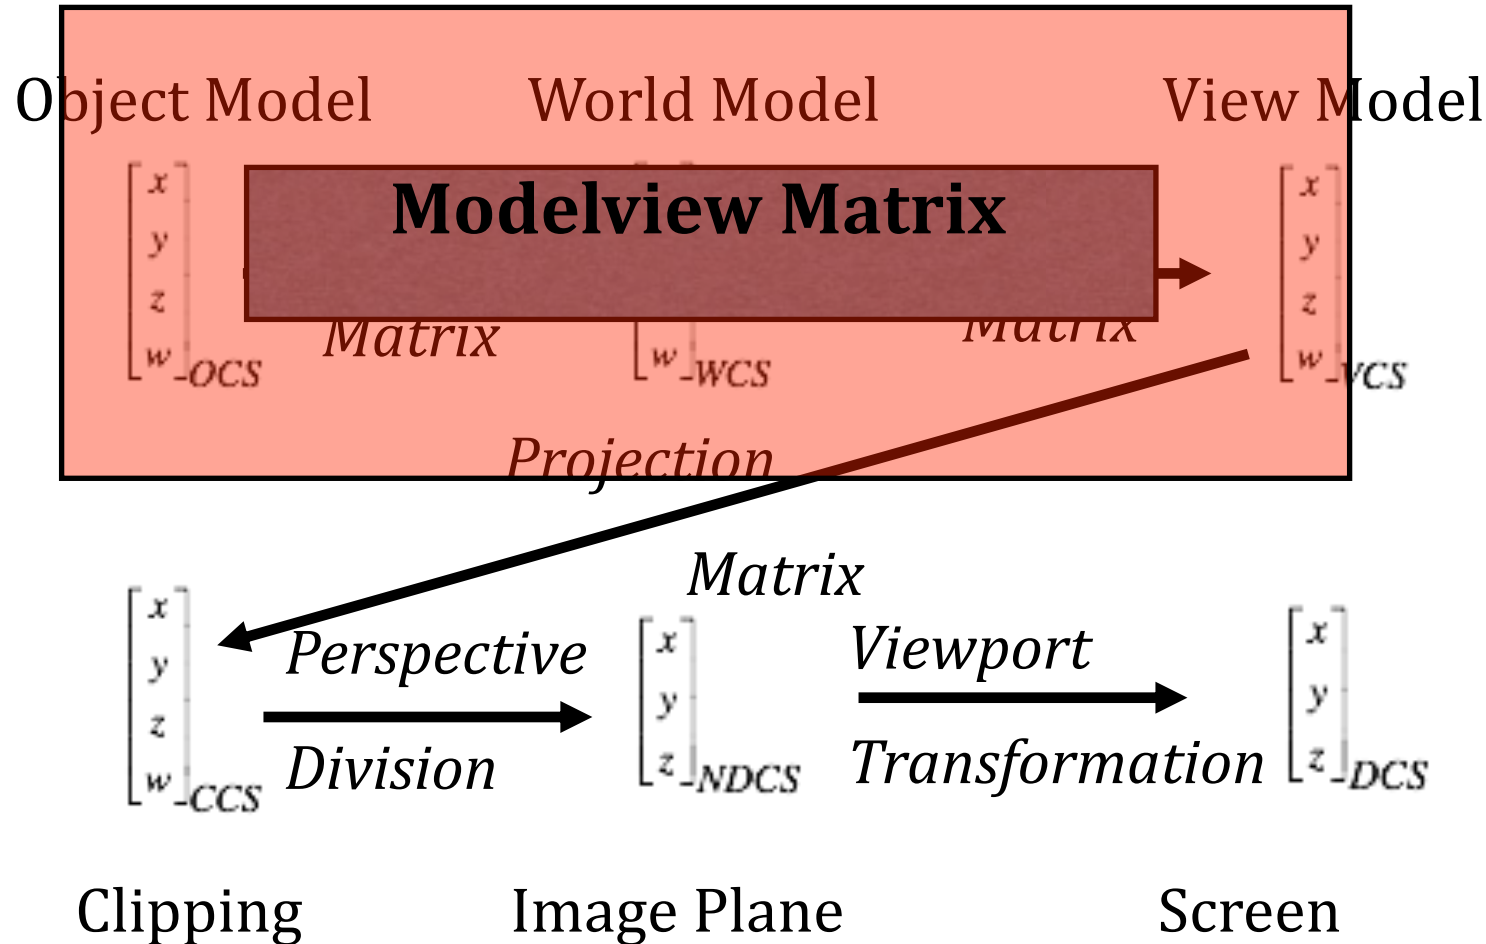 Object Model World Model View Model
Modelview Matrix
Matrix Matrix
x
y
z
w OCS
w WCS
x
y
z
w VCS
Projection
Matrix
x
y
z
w CCS
Perspective
Division
x
y
z NDCS
Viewport
Transformation
x
y
z DCS
Clipping Image Plane Screen